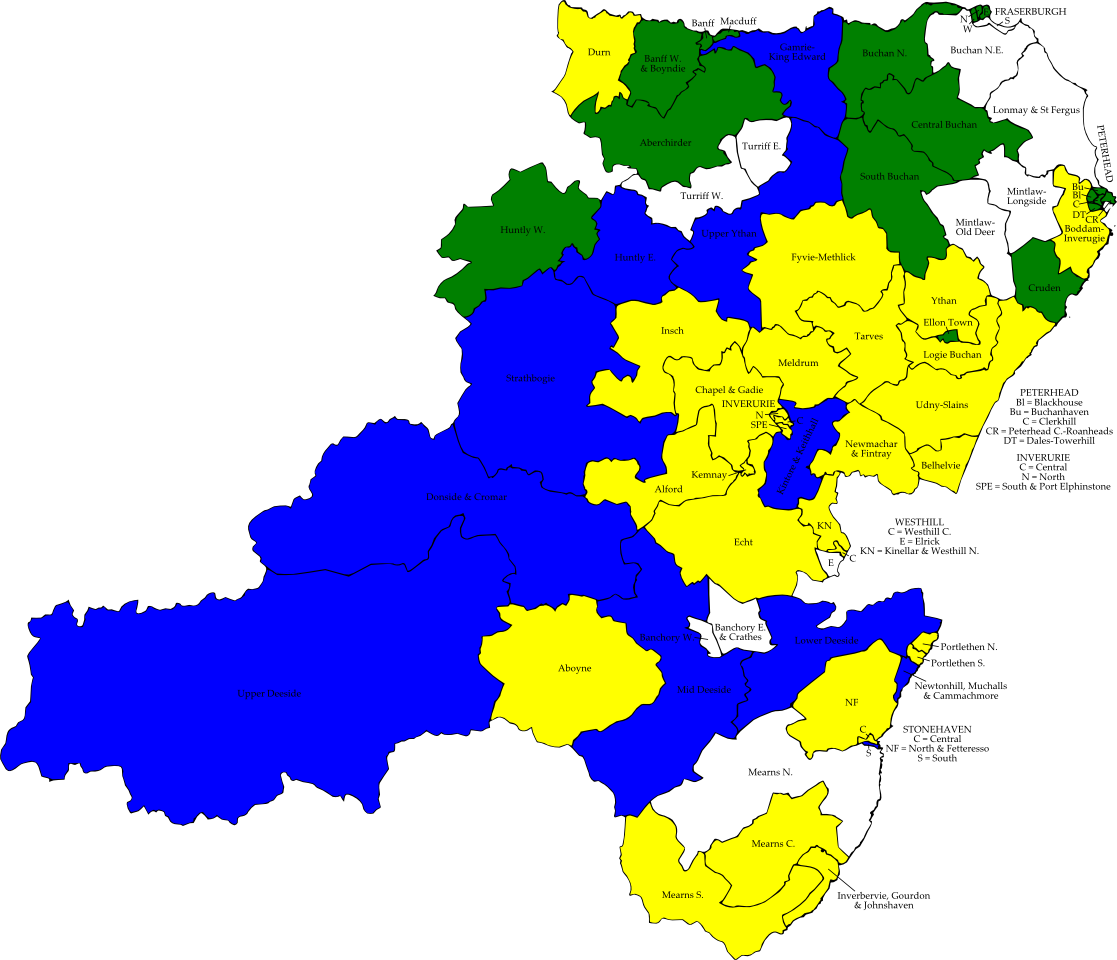 FRASERBURGH
N
S
W
Banff
Macduff
Durn
Banff W.
& Boyndie
Gamrie-
King Edward
Buchan N.
Buchan N.E.
Lonmay & St Fergus
Central Buchan
PETERHEAD
Aberchirder
Turriff E.
South Buchan
Turriff W.
Mintlaw-
Longside
Bu
Bl
C
DT
CR
Boddam-
Inverugie
Mintlaw-
Old Deer
Huntly W.
Upper Ythan
Huntly E.
Fyvie-Methlick
Cruden
Ythan
Ellon Town
Insch
Tarves
Logie Buchan
Meldrum
Strathbogie
Chapel & Gadie
INVERURIE
N
C
SPE
Udny-Slains
Kintore & Keithhall
Newmachar
& Fintray
Belhelvie
Kemnay
Alford
PETERHEAD
Bl = Blackhouse
Bu = Buchanhaven
C = Clerkhill
CR = Peterhead C.-Roanheads
DT = Dales-Towerhill
INVERURIE
C = Central
N = North
SPE = South & Port Elphinstone
Donside & Cromar
KN
Echt
E
C
WESTHILL
C = Westhill C.
E = Elrick
KN = Kinellar & Westhill N.
Banchory W.
Banchory E.
& Crathes
Lower Deeside
Portlethen N.
Portlethen S.
Aboyne
Upper Deeside
Mid Deeside
Newtonhill, Muchalls
& Cammachmore
NF
C
S
STONEHAVEN
C = Central
NF = North & Fetteresso
S = South
Mearns N.
Mearns C.
Mearns S.
Inverbervie, Gourdon
& Johnshaven